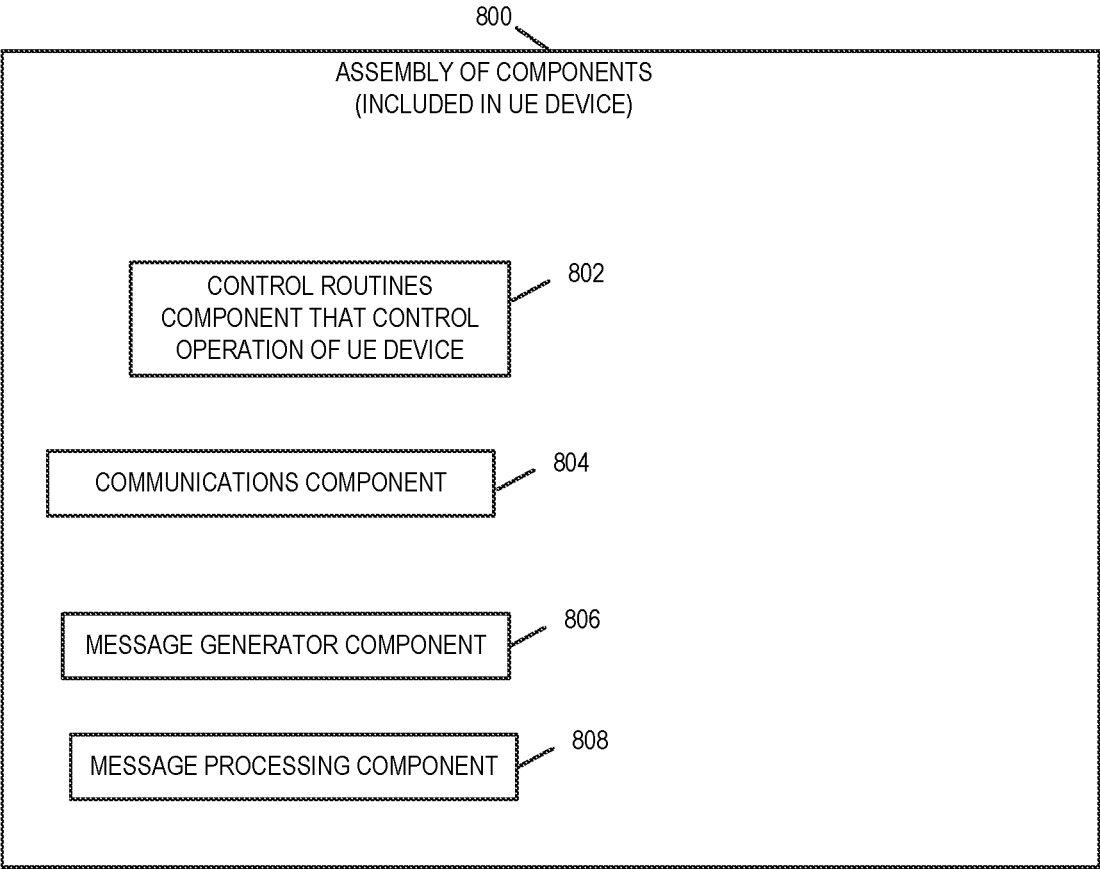 800
ASSEMBLY OF COMPONENTS
(INCLUDED IN UE DEVICE)
CONTROL ROUTINES
COMPONENT THAT CONTROL
OPERATION OF UE DEVICE
802
COMMUNICATIONS COMPONENT
804
MESSAGE GENERATOR COMPONENT
806
MESSAGE PROCESSING COMPONENT
808